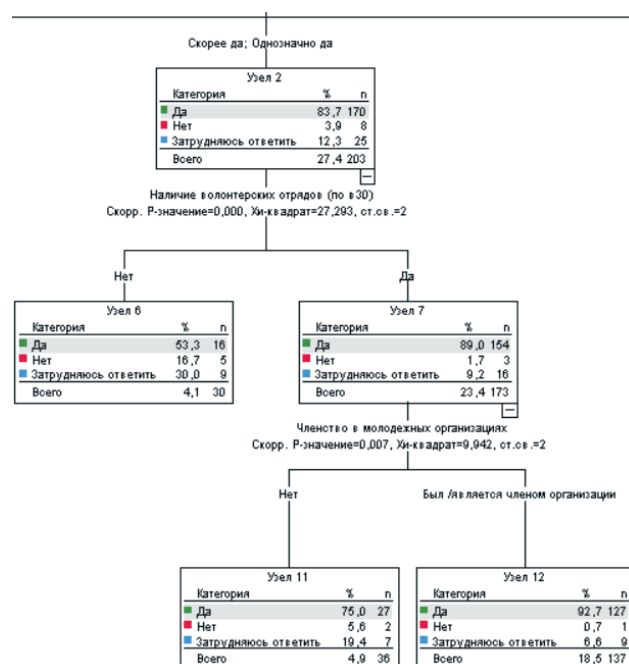 Скорее да; Однозначно да
Узел 2
Категория % n
Да 83,7 170
Нет 3,9 8
Затрудняюсь ответить 12,3 25
Всего 27,4 203
Наличие волонтерских отрядов (по в30)
Скорр. Р-значение=0,000, Хи-квадрат=27,293, ст.св.=2
Нет
Да
Узел 6
Категория % n
Да 53,3 16
Нет 16,7 5
Затрудняюсь ответить 30,0 9
Всего 4,1 30
Узел 7
Категория % n
Да 89,0 154
Нет 1,7 3
Затрудняюсь ответить 9,2 16
Всего 23,4 173
Членство в молодежных организациях
Скорр. Р-значение=0,007, Хи-квадрат=9,942, ст.св.=2
Нет
Был /является членом организации
Узел 11
Категория % n
Да 75,0 27
Нет 5,6 2
Затрудняюсь ответить 19,4 7
Всего 4,9 36
Узел 12
Категория % n
Да 92,7 127
Нет 0,7 1
Затрудняюсь ответить 6,6 9
Всего 18,5 137